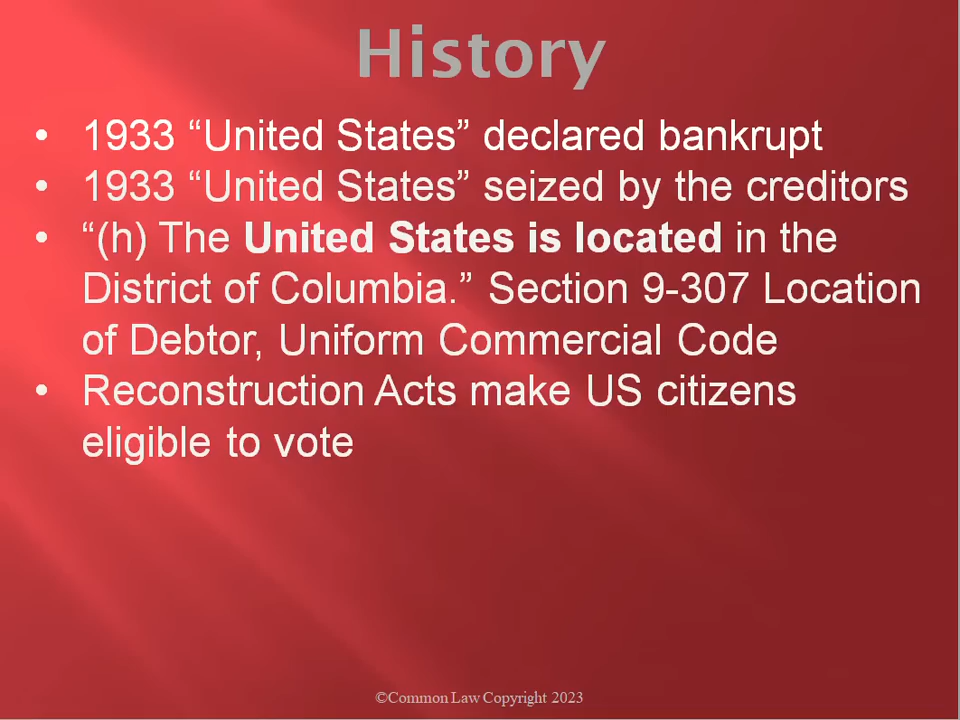 History
• 1933 “United States” declared bankrupt
• 1933 “United States” seized by the creditors
• “(h) The United States is located in the
District of Columbia.” Section 9-307 Location
of Debtor, Uniform Commercial Code
• Reconstruction Acts make US citizens
eligible to vote
©Common Law Copyright 2023